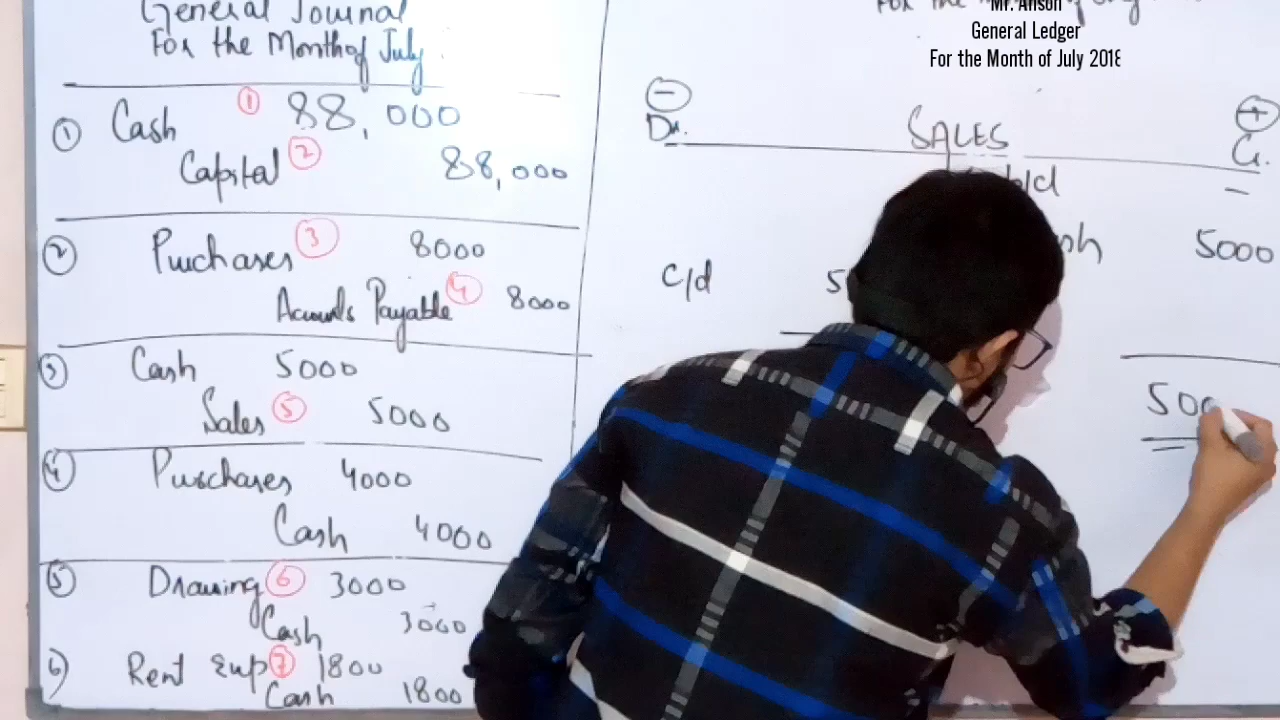 General Journal
For the Month of July
① Cash ① 88,000
Capital ② 88,000
② Purchases ③ 8000
Accounts Payable ④ 8000
③ Cash 5000
Sales ⑤ 5000
④ Purchases 4000
Cash 4000
⑤ Drawing ⑥ 3000
Cash 3000
6) Rent Exp ⑦ 1800
Cash 1800
Mr. Anson
General Ledger
For the Month of July 2018
− +
Dr. SALES Cr.
b/d –
5000
c/d 5
500